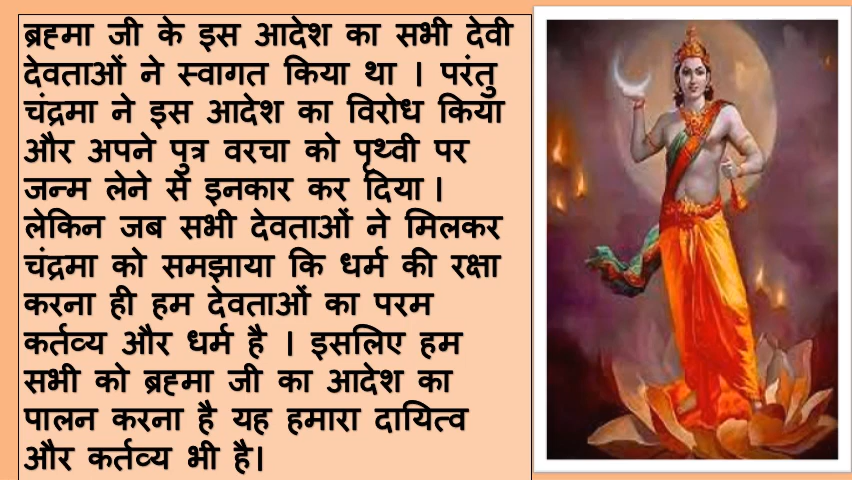 ब्रह्मा जी के इस आदेश का सभी देवी
देवताओं ने स्वागत किया था । परंतु
चंद्रमा ने इस आदेश का विरोध किया
और अपने पुत्र वरचा को पृथ्वी पर
जन्म लेने से इनकार कर दिया ।
लेकिन जब सभी देवताओं ने मिलकर
चंद्रमा को समझाया कि धर्म की रक्षा
करना ही हम देवताओं का परम
कर्तव्य और धर्म है । इसलिए हम
सभी को ब्रह्मा जी का आदेश का
पालन करना है यह हमारा दायित्व
और कर्तव्य भी है।